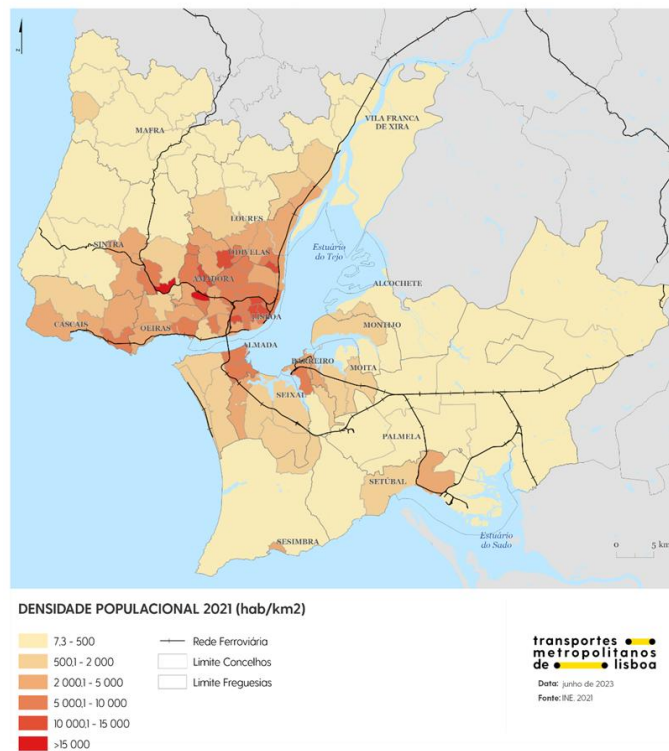 z
MAFRA
VILA FRANCA
DE XIRA
LOURES
SINTRA
ODIVELAS
Estuário
do Tejo
AMADORA
ALCOCHETE
CASCAIS
OEIRAS
LISBOA
MONTIJO
ALMADA
BARREIRO
MOITA
SEIXAL
PALMELA
SETÚBAL
SESIMBRA
Estuário
do Sado
0 5 km
DENSIDADE POPULACIONAL 2021 (hab/km2)
7,3 - 500
500,1 - 2 000
2 000,1 - 5 000
5 000,1 - 10 000
10 000,1 - 15 000
>15 000
Rede Ferroviária
Limite Concelhos
Limite Freguesias
transportes
metropolitanos
de lisboa
Data: junho de 2023
Fonte: INE, 2021